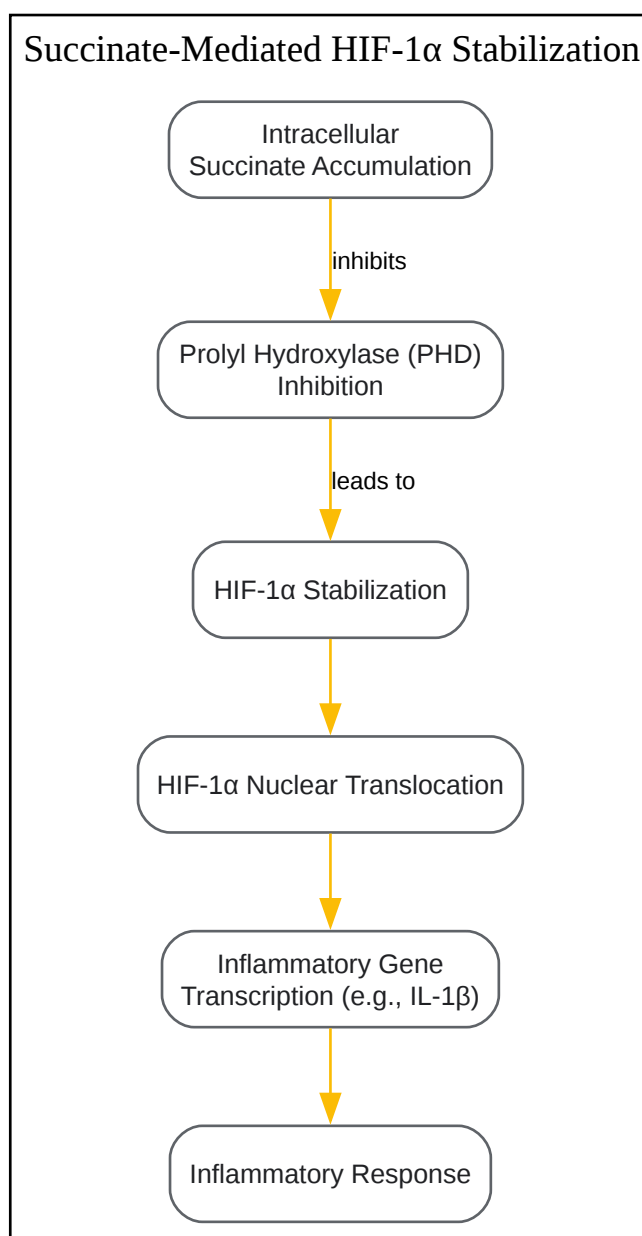 Succinate-Mediated HIF-1α Stabilization
Intracellular
Succinate Accumulation
inhibits
Prolyl Hydroxylase (PHD)
Inhibition
leads to
HIF-1α Stabilization
HIF-1α Nuclear Translocation
Inflammatory Gene
Transcription (e.g., IL-1β)
Inflammatory Response